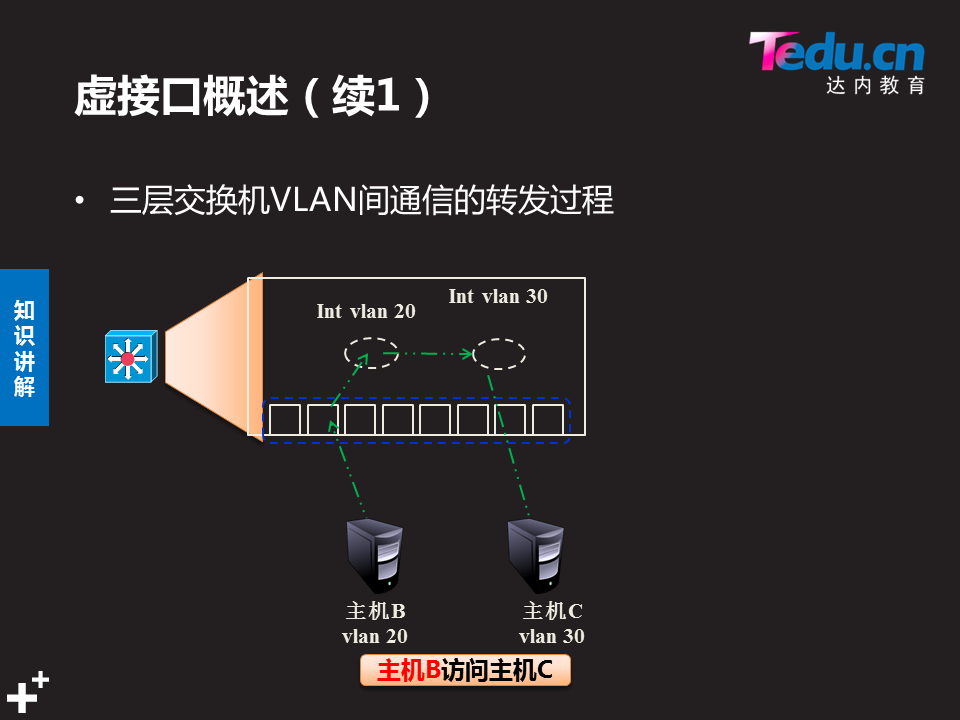 Tedu.cn
达内教育
虚接口概述（续1）
• 三层交换机VLAN间通信的转发过程
知识讲解
Int vlan 20
Int vlan 30
主机B
vlan 20
主机C
vlan 30
主机B访问主机C